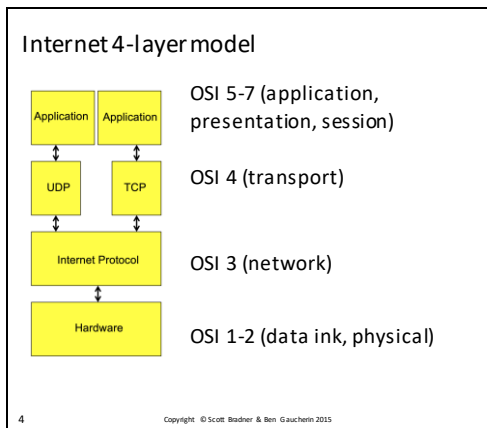 Internet 4-layer model
Application Application
OSI 5-7 (application,
presentation, session)
UDP TCP
OSI 4 (transport)
Internet Protocol
OSI 3 (network)
Hardware
OSI 1-2 (data ink, physical)
4
Copyright © Scott Bradner & Ben Gaucherin 2015